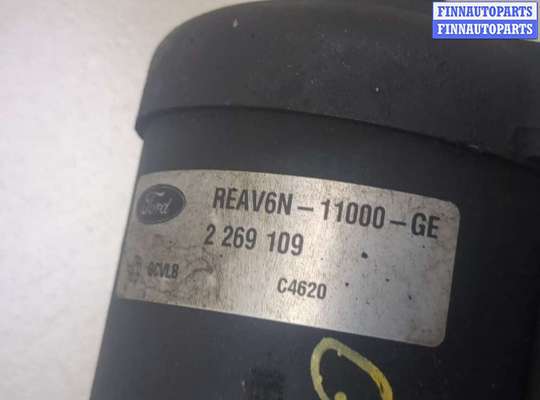 FINNAUTOPARTS
FINNAUTOPARTS
Ford
REAV6N-11000-GE
2 269 109
C4620